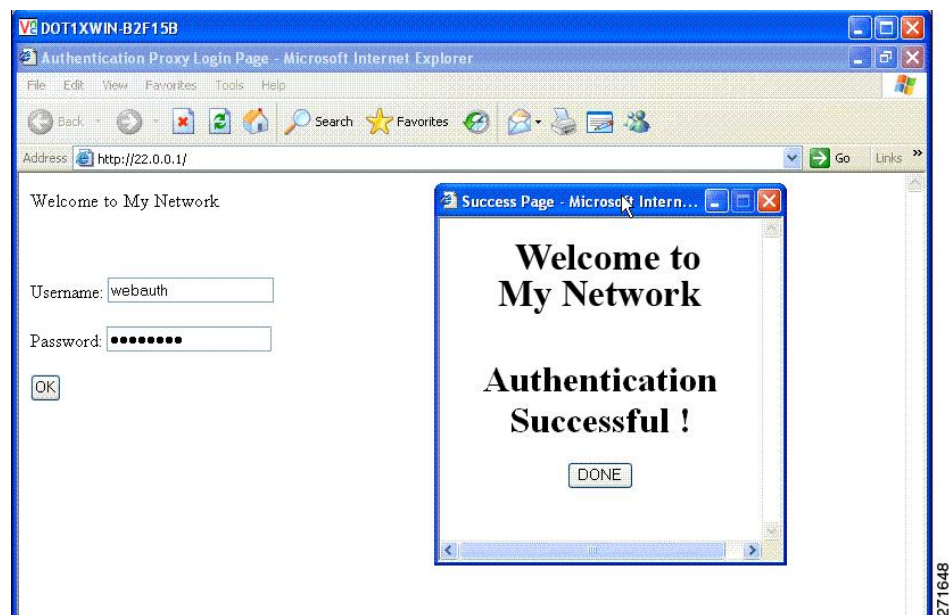 DOT1XWIN-B2F15B
Authentication Proxy Login Page - Microsoft Internet Explorer
File Edit View Favorites Tools Help
Back Search Favorites
Address http://22.0.0.1/ Go Links »
Welcome to My Network
Username: webauth
Password: ••••••••
OK
Success Page - Microsoft Intern...
Welcome to
My Network
Authentication
Successful !
DONE
271648